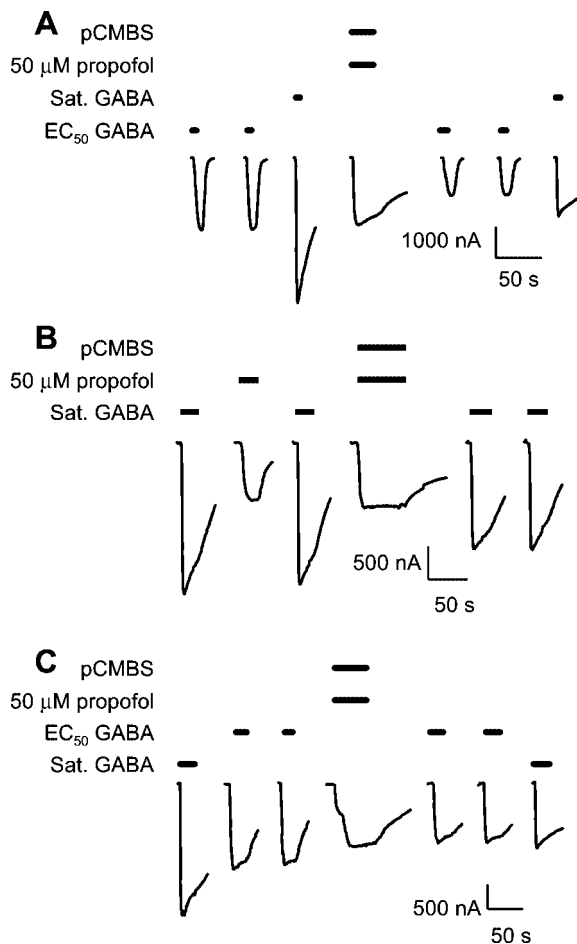 A
pCMBS
50 μM propofol
Sat. GABA
EC50 GABA
1000 nA
50 s
B
pCMBS
50 μM propofol
Sat. GABA
500 nA
50 s
C
pCMBS
50 μM propofol
EC50 GABA
Sat. GABA
500 nA
50 s